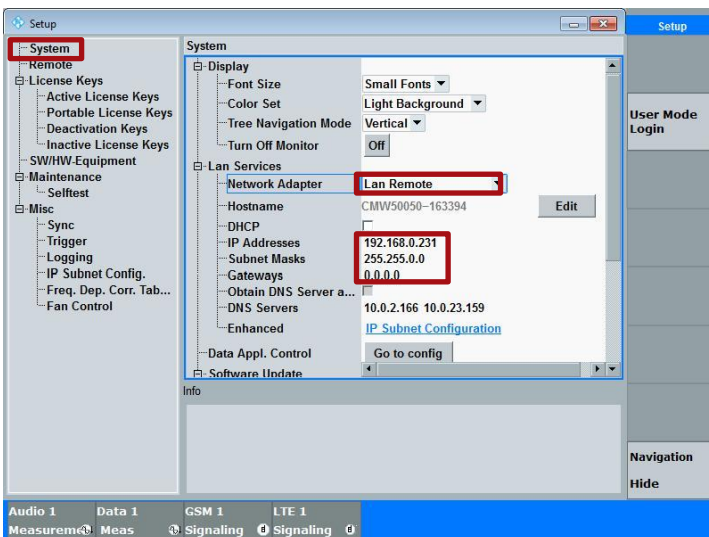 Setup
System
Remote
License Keys
Active License Keys
Portable License Keys
Deactivation Keys
Inactive License Keys
SW/HW-Equipment
Maintenance
Selftest
Misc
Sync
Trigger
Logging
IP Subnet Config.
Freq. Dep. Corr. Tab...
Fan Control
System
Display
Font Size Small Fonts
Color Set Light Background
Tree Navigation Mode Vertical
Turn Off Monitor Off
Lan Services
Network Adapter Lan Remote
Hostname CMW50050-163394 Edit
DHCP
IP Addresses 192.168.0.231
Subnet Masks 255.255.0.0
Gateways 0.0.0.0
Obtain DNS Server a...
DNS Servers 10.0.2.166 10.0.23.159
Enhanced IP Subnet Configuration
Data Appl. Control Go to config
Software Update
Info
Setup
User Mode
Login
Navigation
Hide
Audio 1 Data 1 GSM 1 LTE 1
Measurem Meas Signaling Signaling